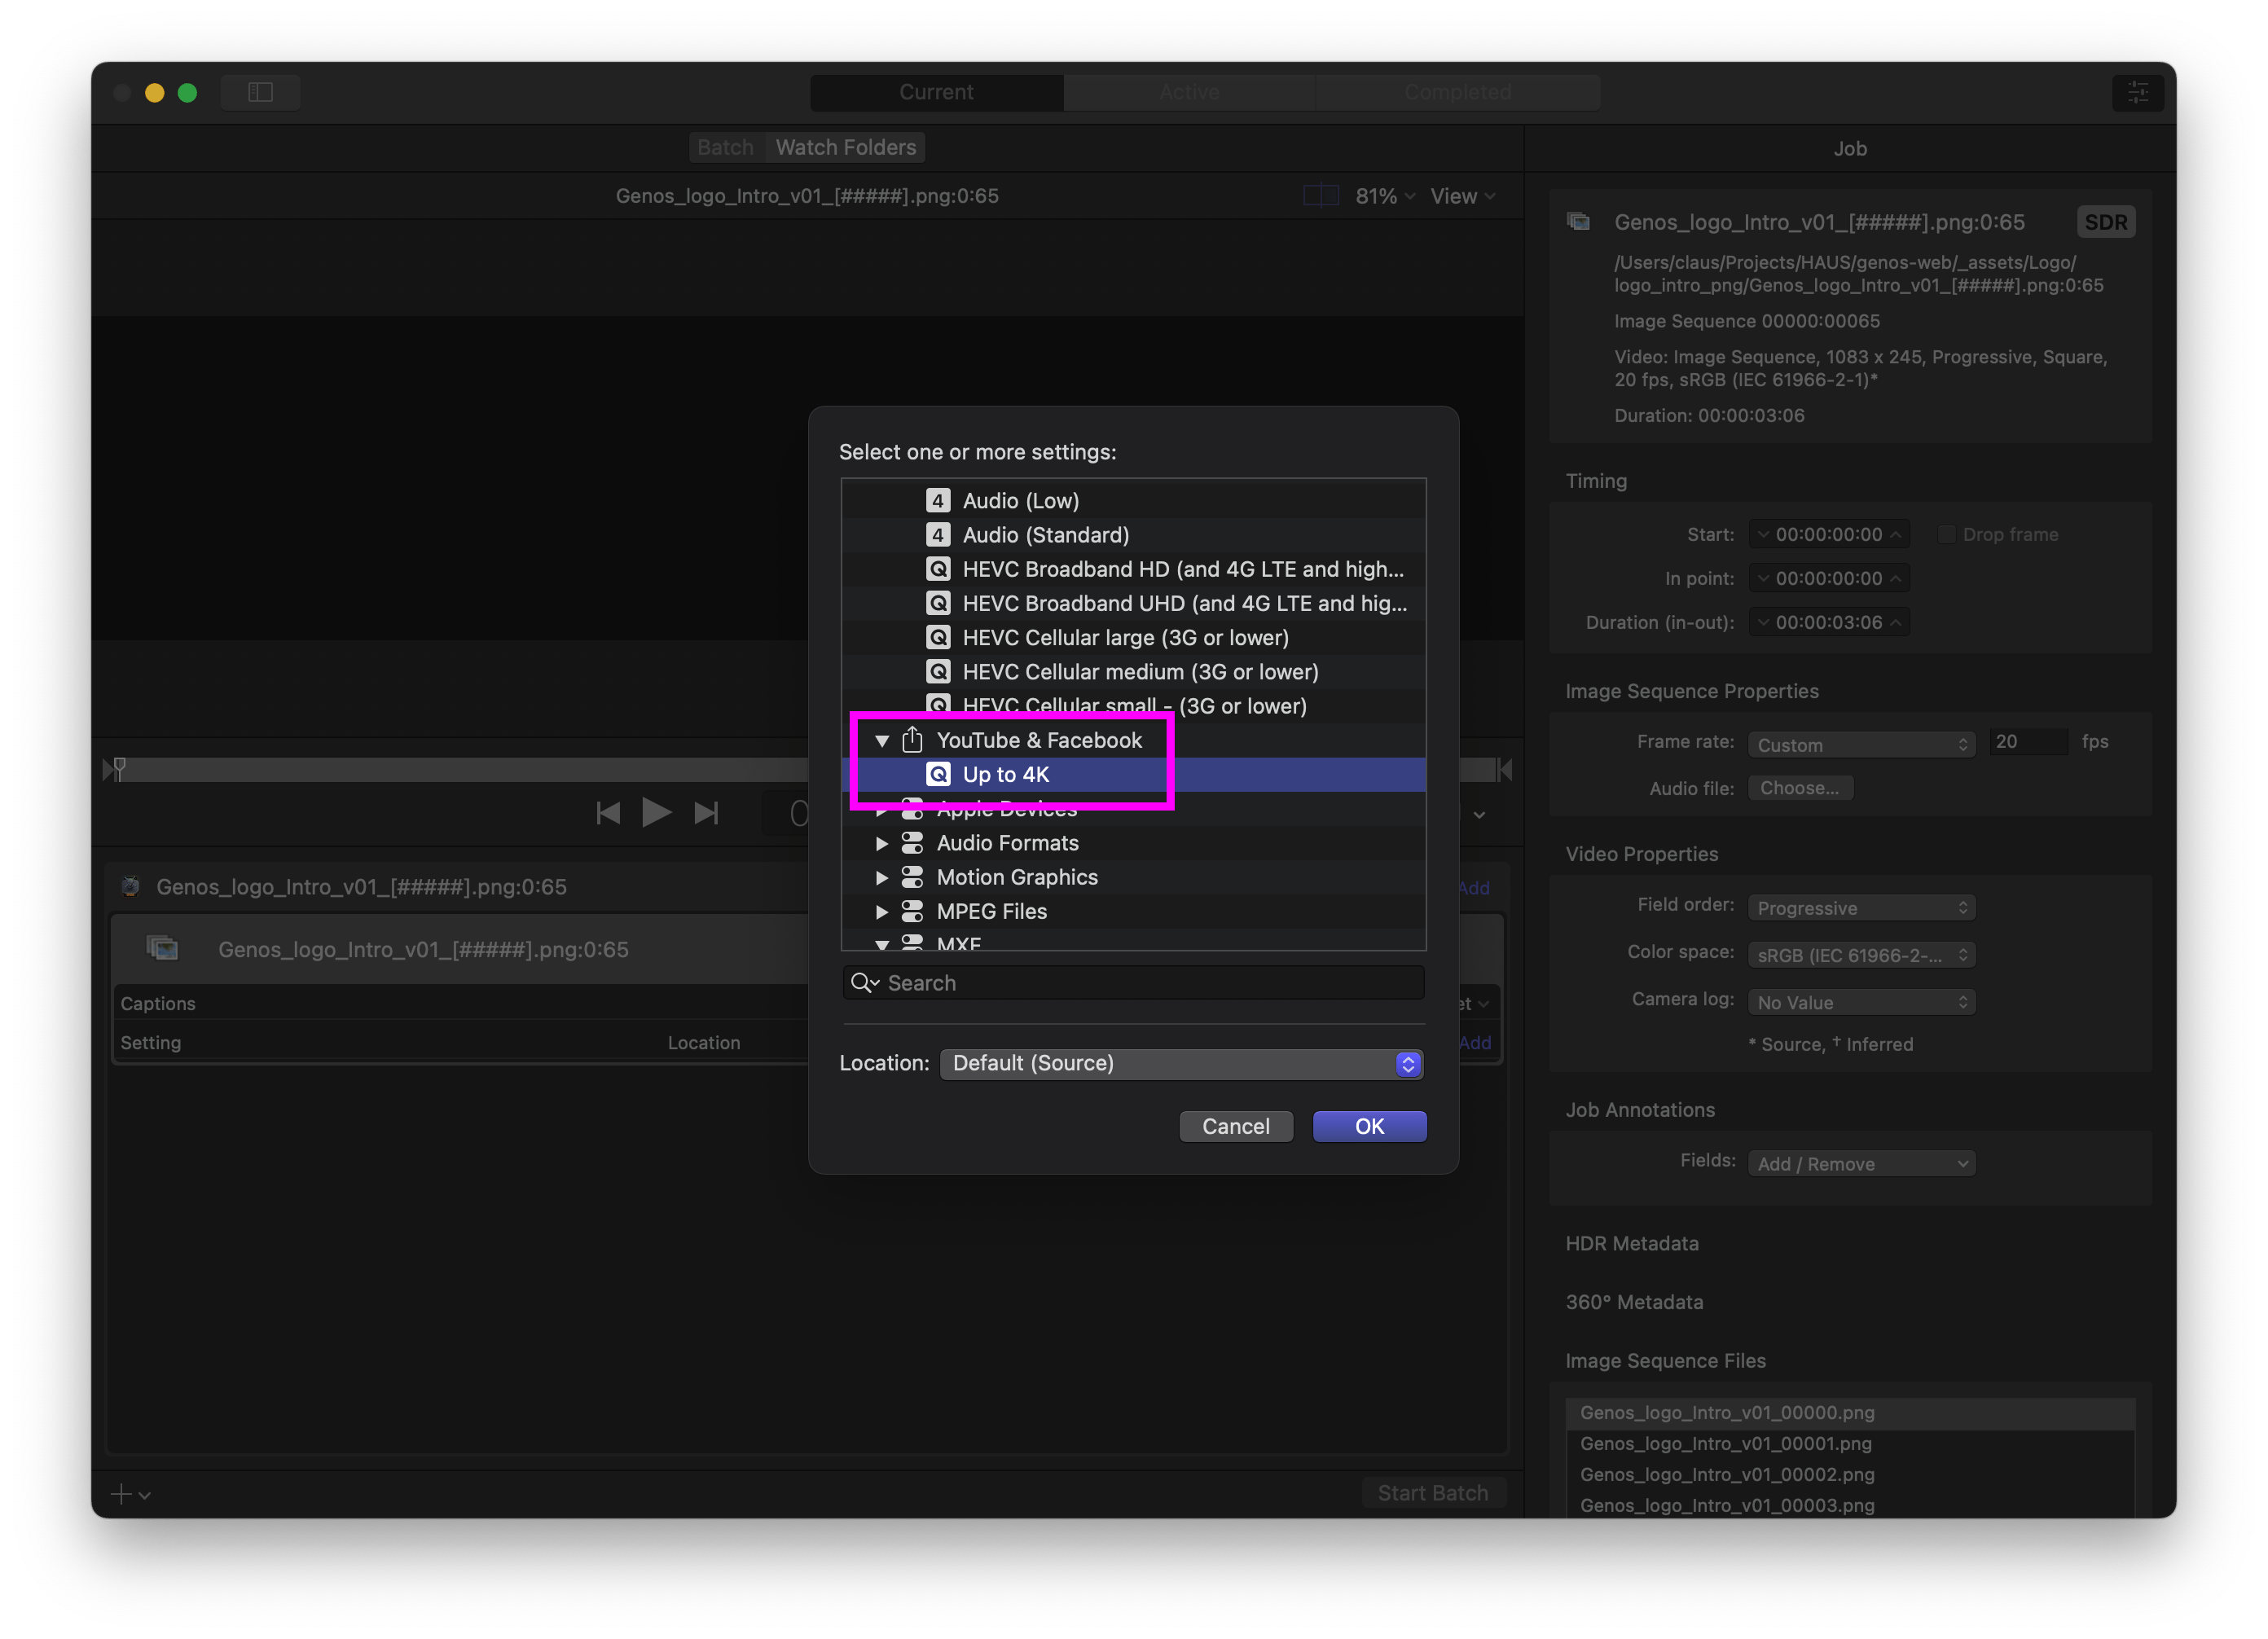 Current
Active
Completed
Batch
Watch Folders
Job
Genos_logo_Intro_v01_[#####].png:0:65
81%
View
Genos_logo_Intro_v01_[#####].png:0:65
SDR
/Users/claus/Projects/HAUS/genos-web/_assets/Logo/
logo_intro_png/Genos_logo_Intro_v01_[#####].png:0:65
Image Sequence 00000:00065
Video: Image Sequence, 1083 x 245, Progressive, Square,
20 fps, sRGB (IEC 61966-2-1)*
Duration: 00:00:03:06
Select one or more settings:
Audio (Low)
Audio (Standard)
HEVC Broadband HD (and 4G LTE and high...
HEVC Broadband UHD (and 4G LTE and hig...
HEVC Cellular large (3G or lower)
HEVC Cellular medium (3G or lower)
HEVC Cellular small - (3G or lower)
YouTube & Facebook
Up to 4K
Apple Devices
Audio Formats
Motion Graphics
MPEG Files
MXF
Search
Location:
Default (Source)
Cancel
OK
0
Genos_logo_Intro_v01_[#####].png:0:65
Add
Genos_logo_Intro_v01_[#####].png:0:65
Captions
et
Setting
Location
Add
Start Batch
Timing
Start:
00:00:00:00
Drop frame
In point:
00:00:00:00
Duration (in-out):
00:00:03:06
Image Sequence Properties
Frame rate:
Custom
20
fps
Audio file:
Choose...
Video Properties
Field order:
Progressive
Color space:
sRGB (IEC 61966-2-...
Camera log:
No Value
* Source, † Inferred
Job Annotations
Fields:
Add / Remove
HDR Metadata
360° Metadata
Image Sequence Files
Genos_logo_Intro_v01_00000.png
Genos_logo_Intro_v01_00001.png
Genos_logo_Intro_v01_00002.png
Genos_logo_Intro_v01_00003.png